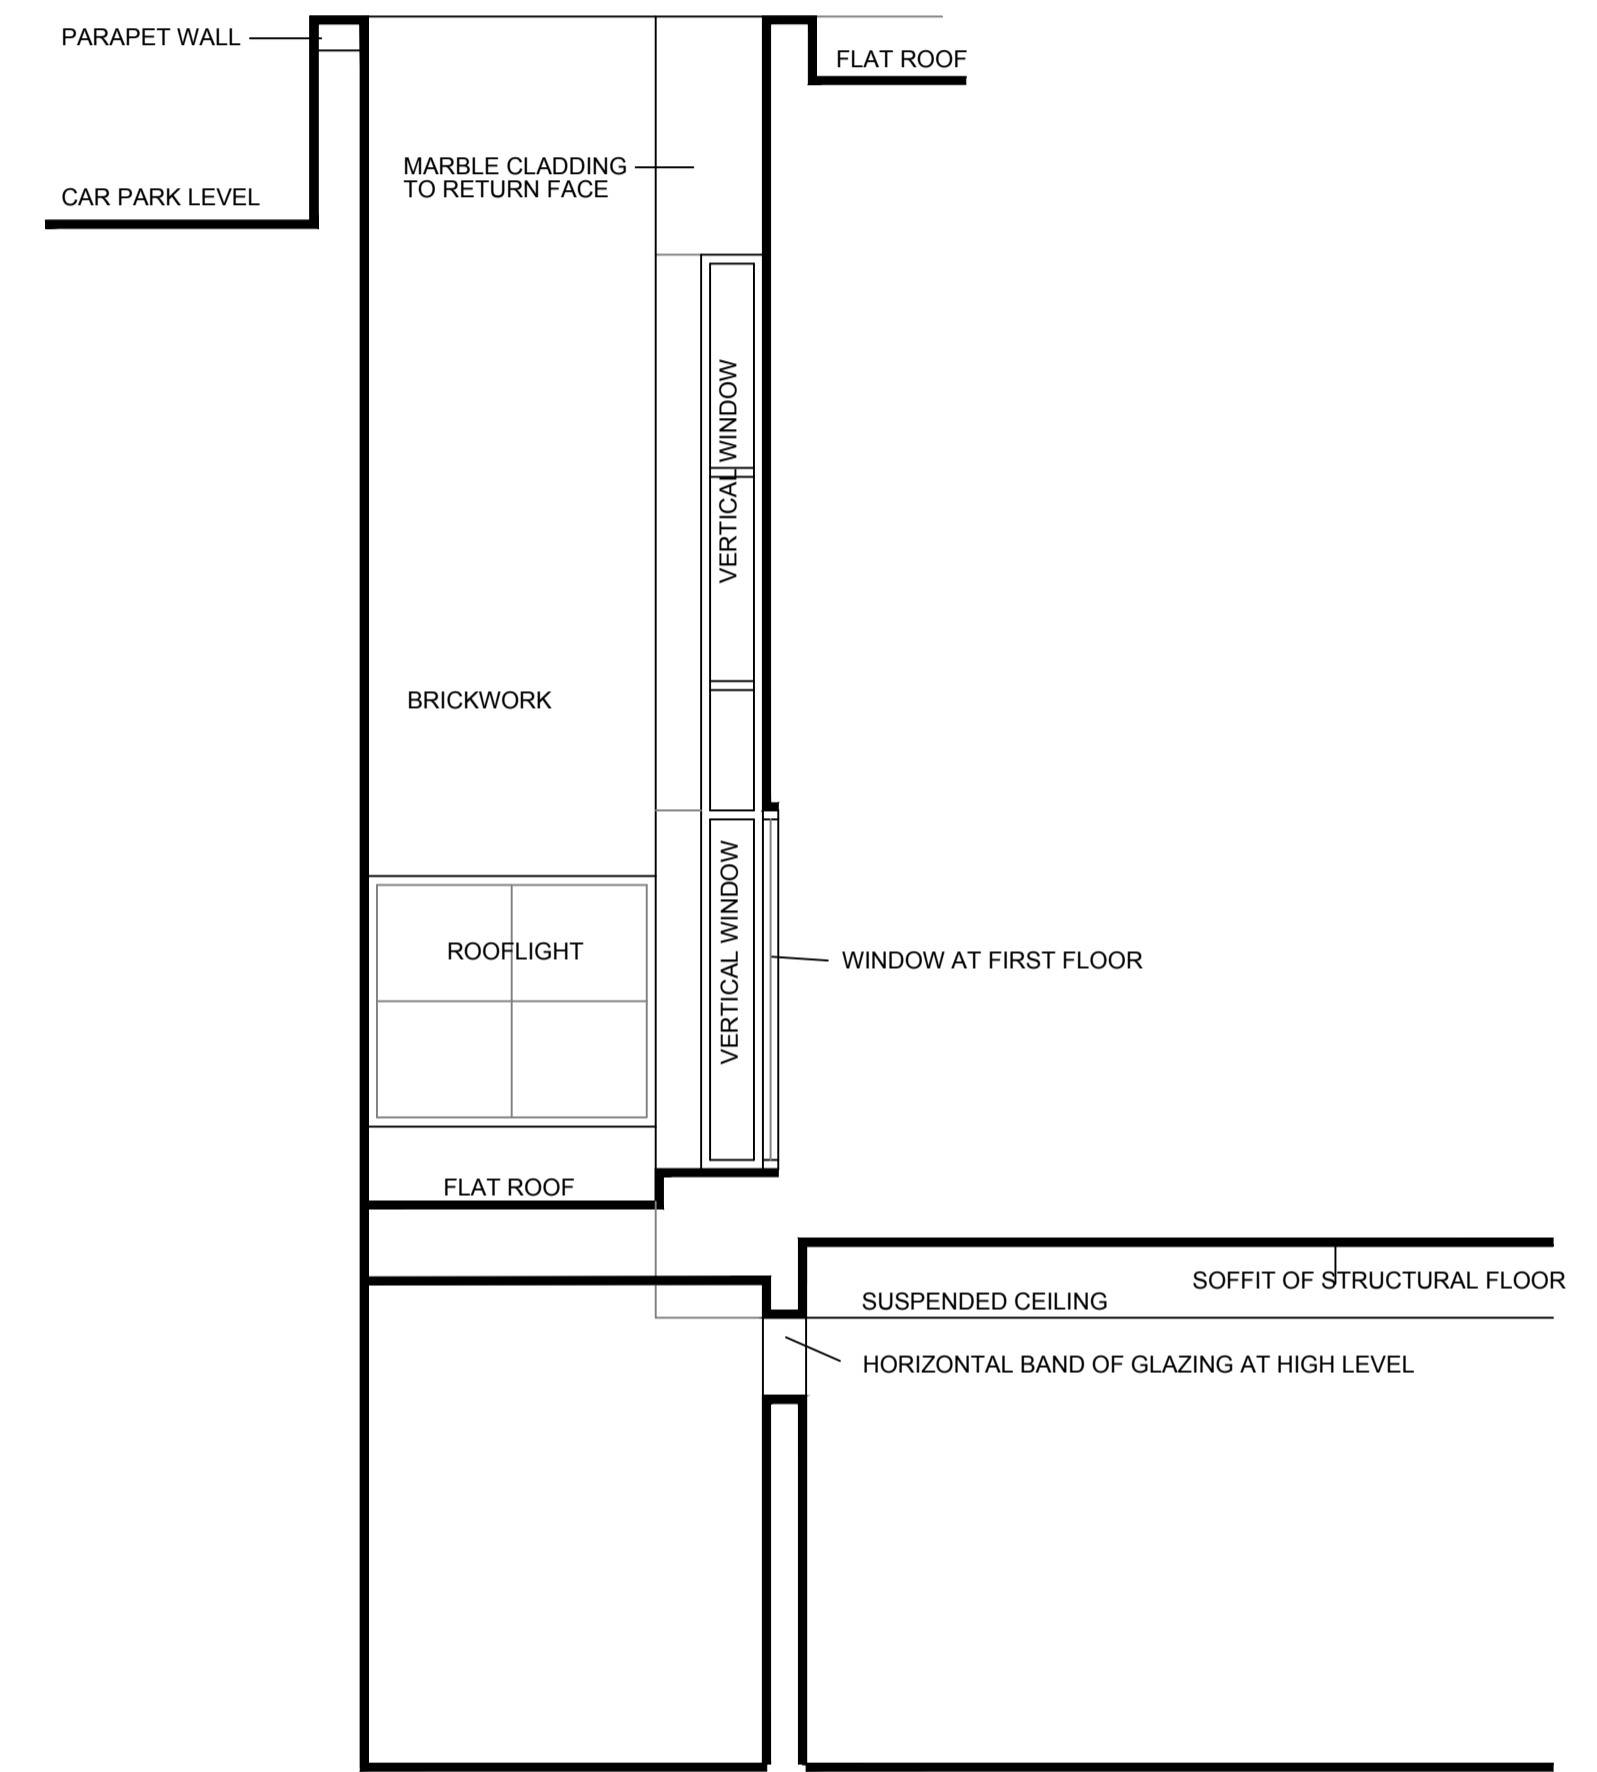 PARAPET WALL
FLAT ROOF
MARBLE CLADDING
TO RETURN FACE
CAR PARK LEVEL
VERTICAL WINDOW
BRICKWORK
ROOFLIGHT
VERTICAL WINDOW
WINDOW AT FIRST FLOOR
FLAT ROOF
SOFFIT OF STRUCTURAL FLOOR
SUSPENDED CEILING
HORIZONTAL BAND OF GLAZING AT HIGH LEVEL